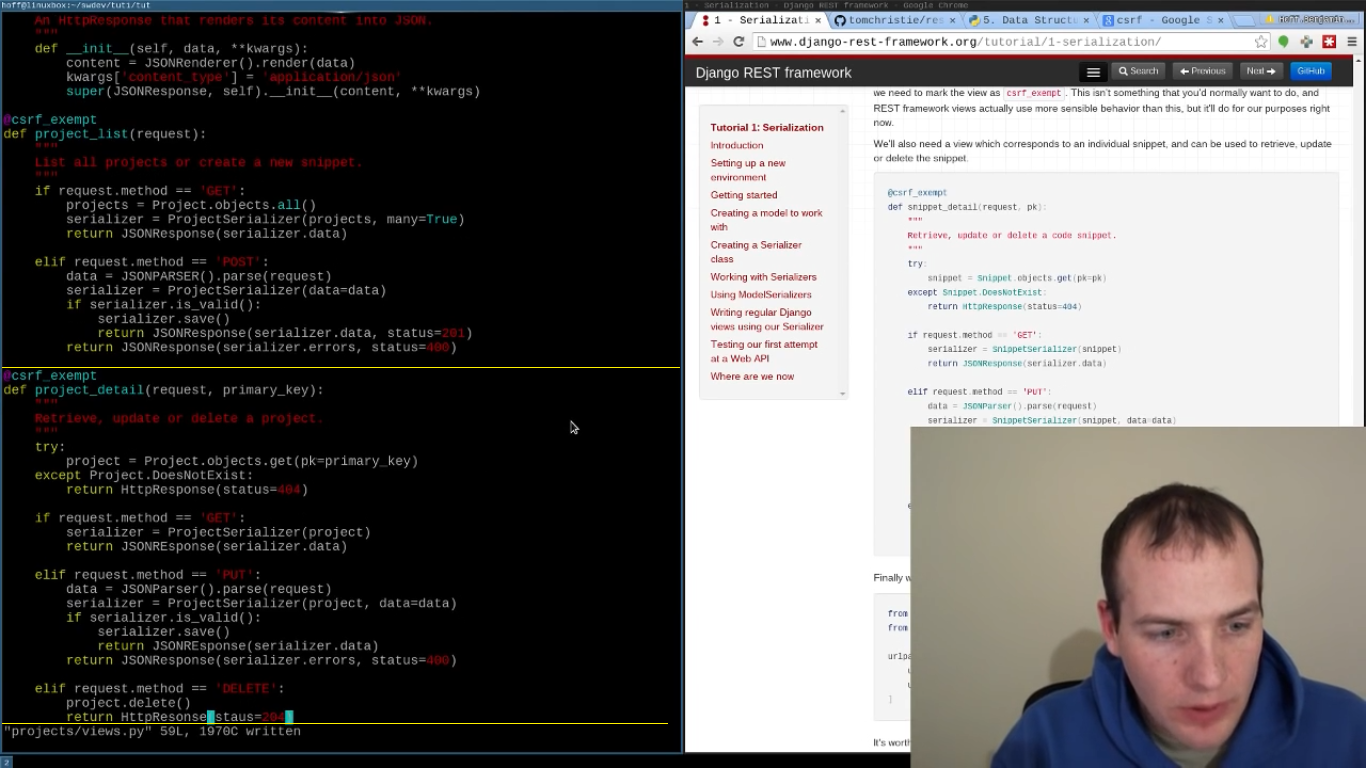 hoff@linuxbox:~/swdev/tuti/tut
An HttpResponse that renders its content into JSON.
"""
def __init__(self, data, **kwargs):
content = JSONRenderer().render(data)
kwargs['content_type'] = 'application/json'
super(JSONResponse, self).__init__(content, **kwargs)
@csrf_exempt
def project_list(request):
"""
List all projects or create a new snippet.
"""
if request.method == 'GET':
projects = Project.objects.all()
serializer = ProjectSerializer(projects, many=True)
return JSONResponse(serializer.data)
elif request.method == 'POST':
data = JSONPARSER().parse(request)
serializer = ProjectSerializer(data=data)
if serializer.is_valid():
serializer.save()
return JSONResponse(serializer.data, status=201)
return JSONResponse(serializer.errors, status=400)
@csrf_exempt
def project_detail(request, primary_key):
"""
Retrieve, update or delete a project.
"""
try:
project = Project.objects.get(pk=primary_key)
except Project.DoesNotExist:
return HttpResponse(status=404)
if request.method == 'GET':
serializer = ProjectSerializer(project)
return JSONREsponse(serializer.data)
elif request.method == 'PUT':
data = JSONParser().parse(request)
serializer = ProjectSerializer(project, data=data)
if serializer.is_valid():
serializer.save()
return JSONREsponse(serializer.data)
return JSONResponse(serializer.errors, status=400)
elif request.method == 'DELETE':
project.delete()
return HttpResonse(staus=204)
"projects/views.py" 59L, 1970C written
2
1 - Serialization - Django REST framework - Google Chrome
1 - Serializati
tomchristie/res
5. Data Structu
csrf - Google S
www.django-rest-framework.org/tutorial/1-serialization/
Django REST framework
Search
Previous
Next
GitHub
Tutorial 1: Serialization
Introduction
Setting up a new
environment
Getting started
Creating a model to work
with
Creating a Serializer
class
Working with Serializers
Using ModelSerializers
Writing regular Django
views using our Serializer
Testing our first attempt
at a Web API
Where are we now
we need to mark the view as csrf_exempt. This isn't something that you'd normally want to do, and
REST framework views actually use more sensible behavior than this, but it'll do for our purposes right
now.
We'll also need a view which corresponds to an individual snippet, and can be used to retrieve, update
or delete the snippet.
@csrf_exempt
def snippet_detail(request, pk):
"""
Retrieve, update or delete a code snippet.
"""
try:
snippet = Snippet.objects.get(pk=pk)
except Snippet.DoesNotExist:
return HttpResponse(status=404)
if request.method == 'GET':
serializer = SnippetSerializer(snippet)
return JSONResponse(serializer.data)
elif request.method == 'PUT':
data = JSONParser().parse(request)
serializer = SnippetSerializer(snippet, data=data)
Finally
from
from
urlpa
]
It's worth